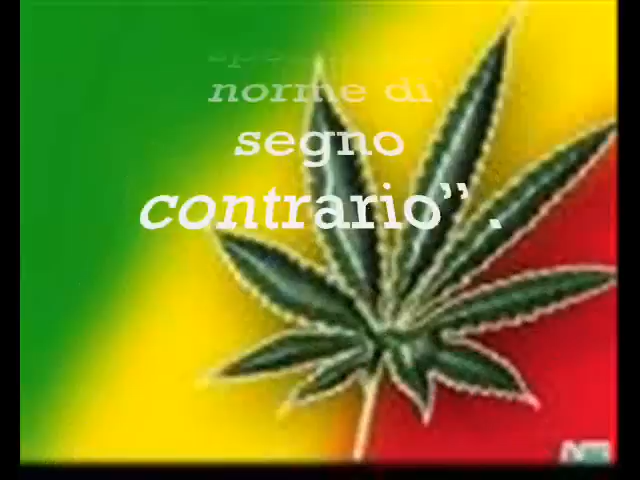 norme di
segno
contrario”.